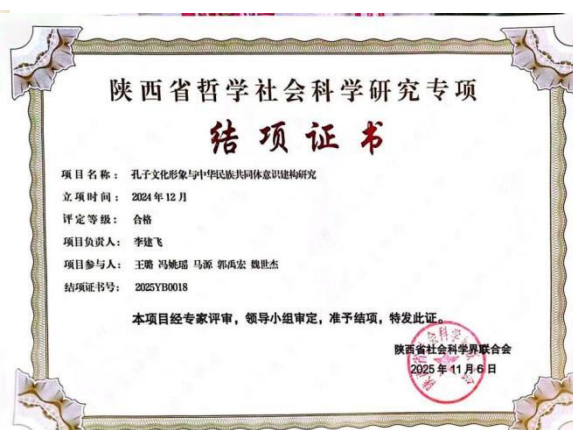 陕西省哲学社会科学研究专项
结项证书
项目名称： 孔子文化形象与中华民族共同体意识建构研究
立项时间： 2024年12月
评定等级： 合格
项目负责人： 李建飞
项目参与人： 王璐 冯姚瑶 马源 郭禹宏 魏世杰
结项证书号： 2025YB0018
本项目经专家评审，领导小组审定，准予结项，特发此证。
陕西省社会科学界联合会
2025年11月6日